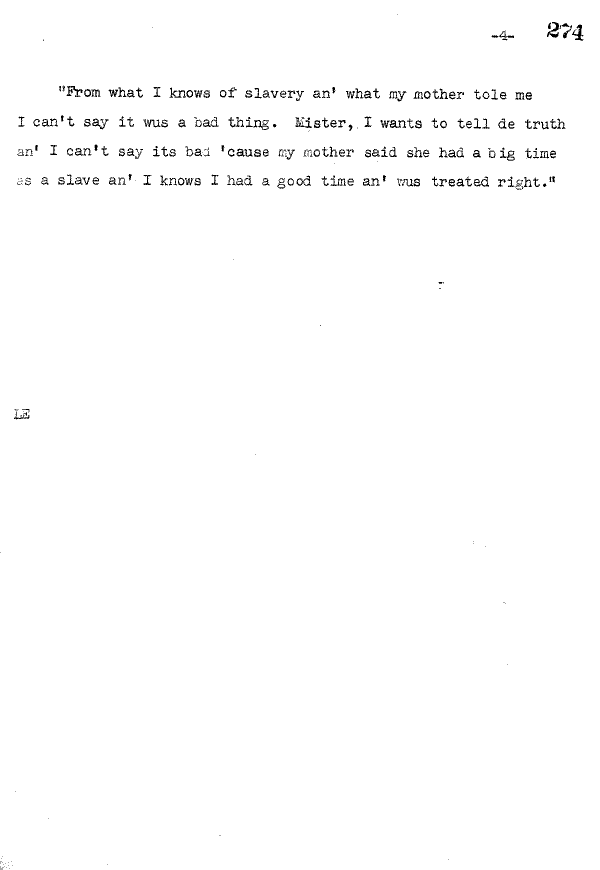 -4- 274
"From what I knows of slavery an' what my mother tole me
I can't say it wus a bad thing. Mister, I wants to tell de truth
an' I can't say its bad 'cause my mother said she had a big time
as a slave an' I knows I had a good time an' wus treated right."
LE